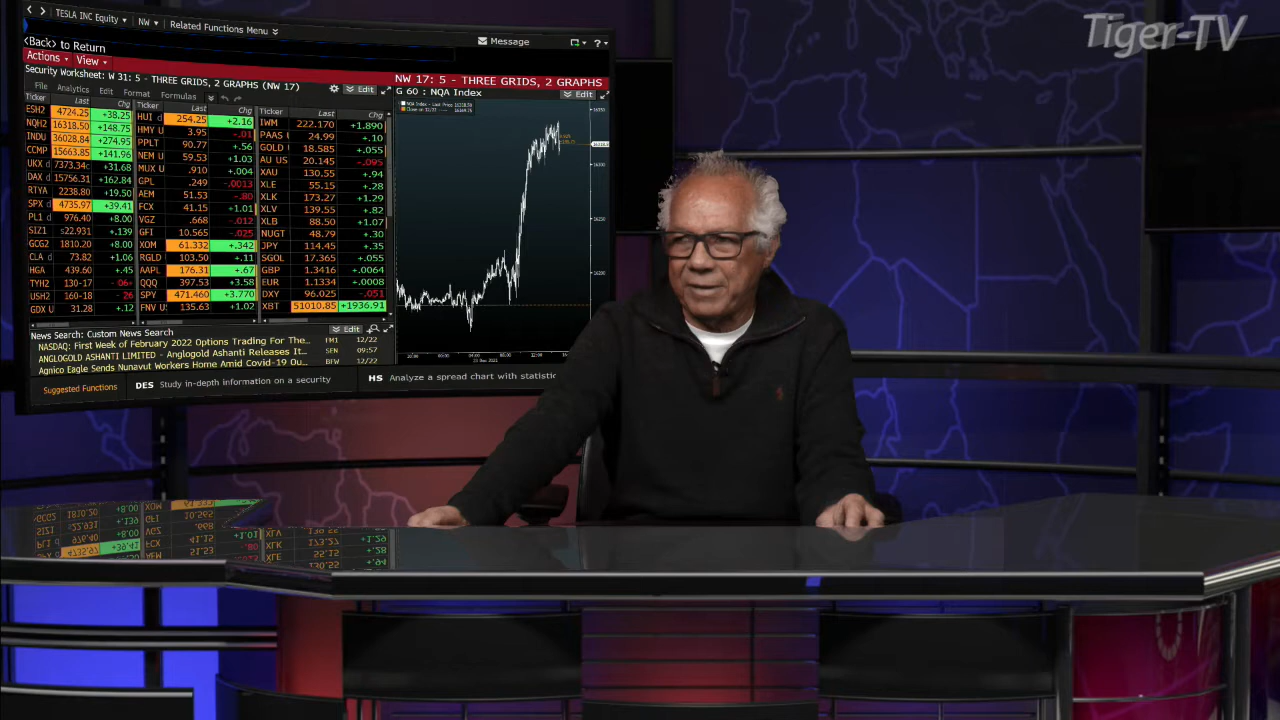 Tiger-TV
TESLA INC Equity NW Related Functions Menu
Message
<Back> to Return
Actions View
Security Worksheet: W 31: 5 - THREE GRIDS, 2 GRAPHS (NW 17)
Edit
NW 17: 5 - THREE GRIDS, 2 GRAPHS
File Analytics Edit Format Formulas
G 60 : NQA Index
Edit
Ticker Last Chg Ticker Last Chg Ticker Last Chg
ESH2 4724.25 +38.25 HUI d 254.25 +2.16 IWM 222.170 +1.890
NQH2 16318.50 +148.75 HMY U 3.95 -.01 PAAS U 24.99 +.10
INDU 36028.84 +274.95 PPLT 90.77 +.56 GOLD U 18.585 +.055
CCMP 15663.85 +141.96 NEM U 59.53 +1.03 AU US 20.145 -.095
UKX d 7373.34c +31.68 MUX U .910 +.004 XAU 130.55 +.94
DAX d 15756.31 +162.84 GPL .249 -.0013 XLE 55.15 +.28
RTYA 2238.80 +19.50 AEM 51.53 -.80 XLK 173.27 +1.29
SPX d 4735.97 +39.41 FCX 41.15 +1.01 XLV 139.55 +.82
PL1 d 976.40 +8.00 VGZ .668 -.012 XLB 88.50 +1.07
SIZ1 s22.931 +.139 GFI 10.565 -.025 NUGT 48.79 +.30
GCG2 1810.20 +8.00 XOM 61.332 +.342 JPY 114.45 +.35
CLA d 73.82 +1.06 RGLD 103.50 +.11 SGOL 17.365 +.055
HGA 439.60 +.45 AAPL 176.31 +.67 GBP 1.3416 +.0064
TYH2 130-17 -06 QQQ 397.53 +3.58 EUR 1.1334 +.0008
USH2 160-18 -26 SPY 471.460 +3.770 DXY 96.025 -.051
GDX U 31.28 +.12 FNV US 135.63 +1.02 XBT 51010.85 +1936.91
News Search: Custom News Search
Edit
NASDAQ: First Week of February 2022 Options Trading For The... 12/22
ANGLOGOLD ASHANTI LIMITED - Anglogold Ashanti Releases It... SEN 09:57
Agnico Eagle Sends Nunavut Workers Home Amid Covid-19 Ou... 12/22
Suggested Functions DES Study in-depth information on a security HS Analyze a spread chart with statistic